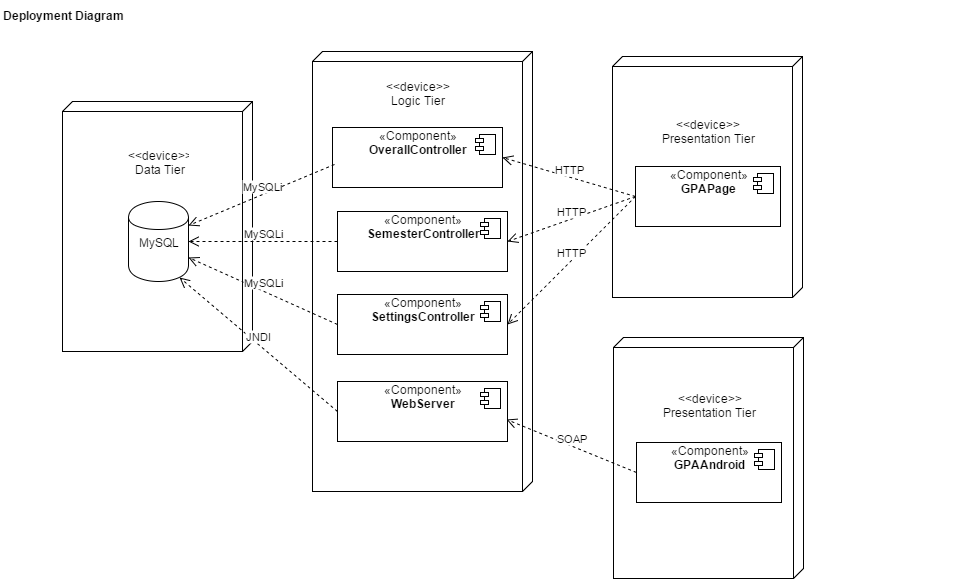 Deployment Diagram
<<device>>
Data Tier
MySQL
<<device>>
Logic Tier
«Component»
OverallController
«Component»
SemesterController
«Component»
SettingsController
«Component»
WebServer
MySQLi
MySQLi
MySQLi
JNDI
HTTP
HTTP
HTTP
SOAP
<<device>>
Presentation Tier
«Component»
GPAPage
<<device>>
Presentation Tier
«Component»
GPAAndroid